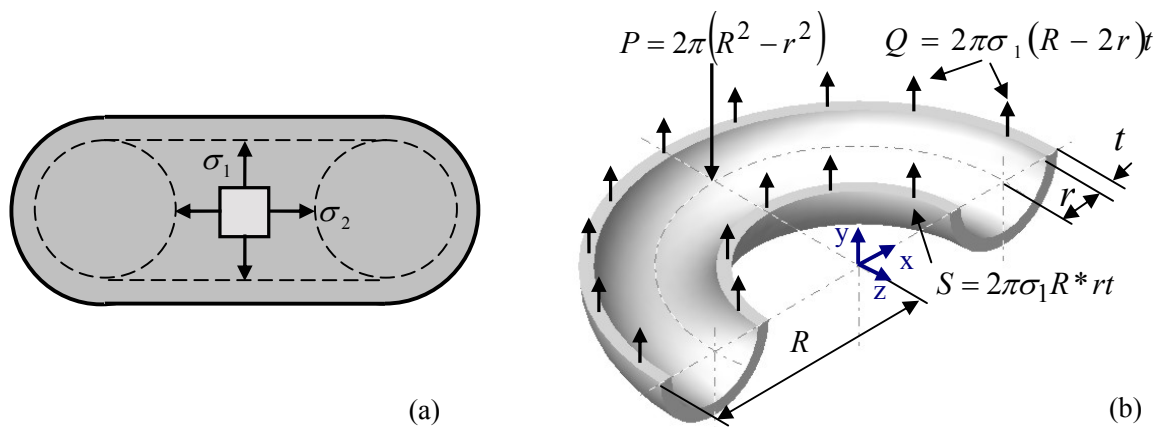 σ₁
σ₂
(a)
P = 2π(R² − r²)
Q = 2πσ₁(R − 2r)t
t
r
y
x
z
S = 2πσ₁R * rt
R
(b)